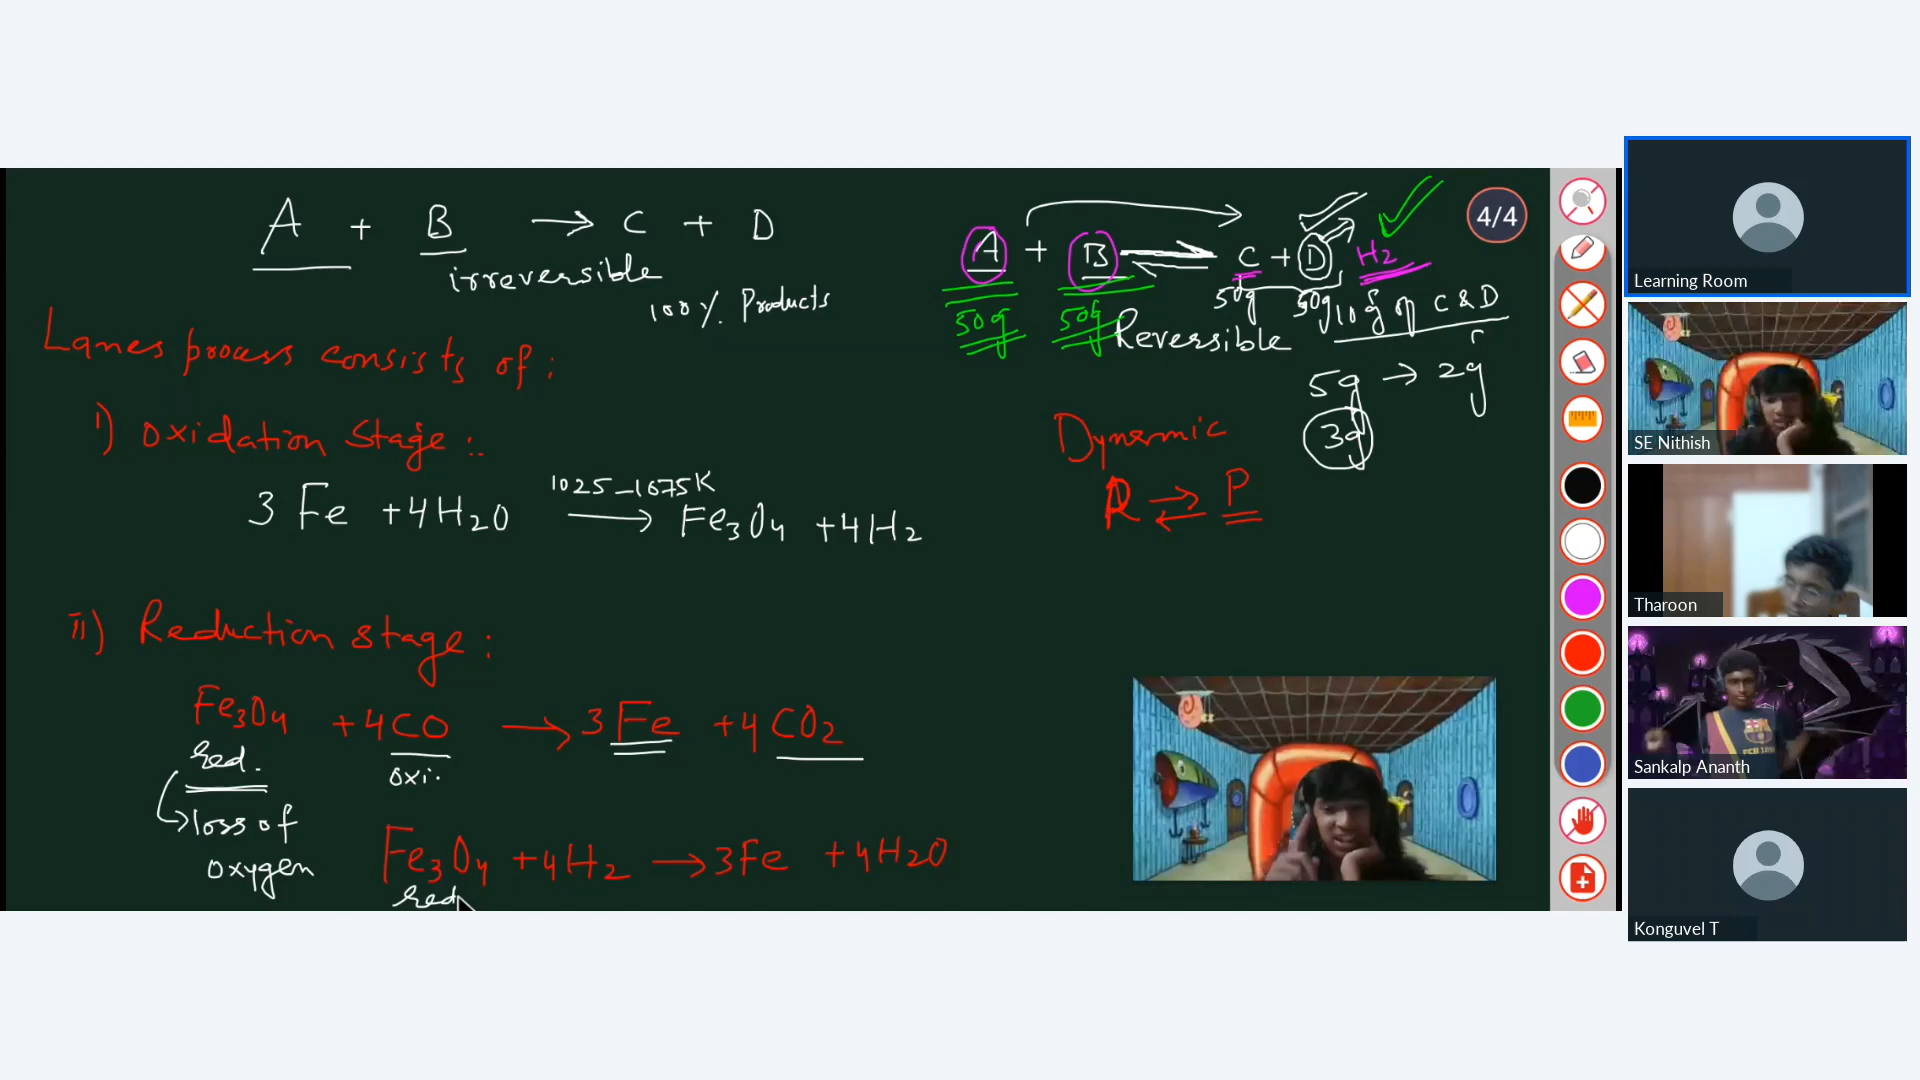 A + B → C + D
irreversible
100% Products
4/4
A + B ⇌ C + D H2
50g 50g
50g 50g
10g of C & D
Reversible
5g → 2g
3g
Lanes process consists of:
i) Oxidation Stage:.
3 Fe + 4H2O 1025-1075K → Fe3O4 + 4H2
Dynamic
R ⇌ P
ii) Reduction stage:
Fe3O4 + 4CO → 3Fe + 4CO2
red.
oxi.
→ loss of
oxygen
Fe3O4 + 4H2 → 3Fe + 4H2O
red
Learning Room
SE Nithish
Tharoon
FCB
Sankalp Ananth
Konguvel T